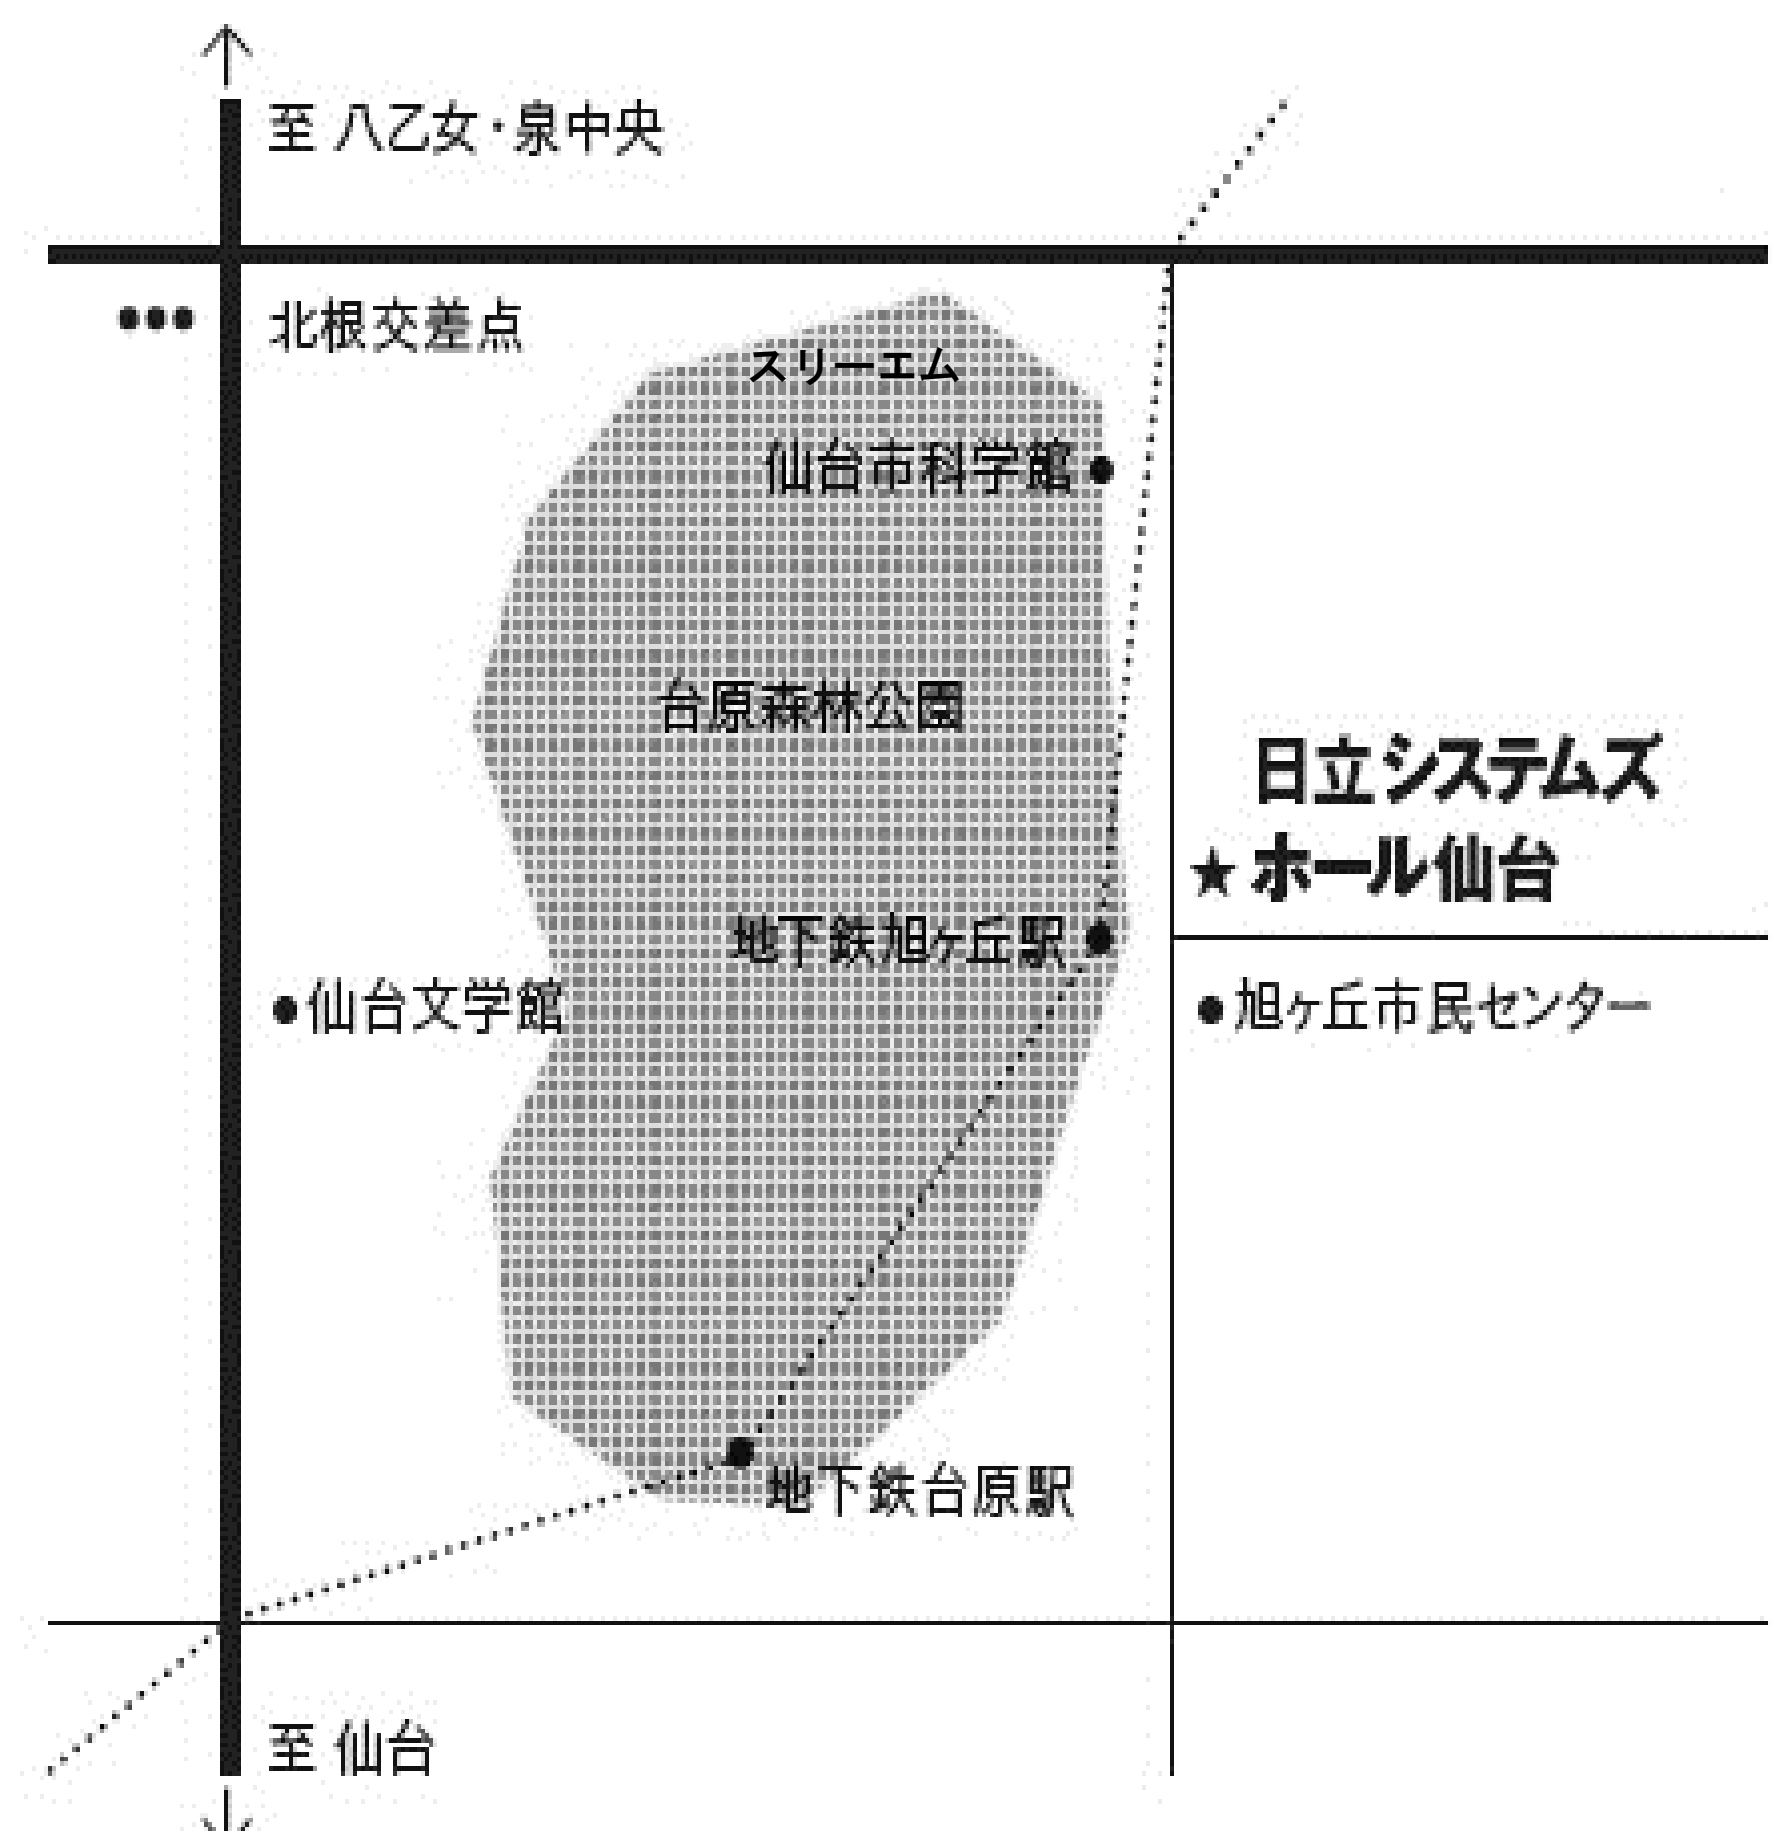 至 八乙女・泉中央
北根交差点
スリーエム
仙台市科学館
台原森林公園
日立システムズ
★ホール仙台
地下鉄旭ヶ丘駅
仙台文学館
旭ヶ丘市民センター
地下鉄台原駅
至 仙台